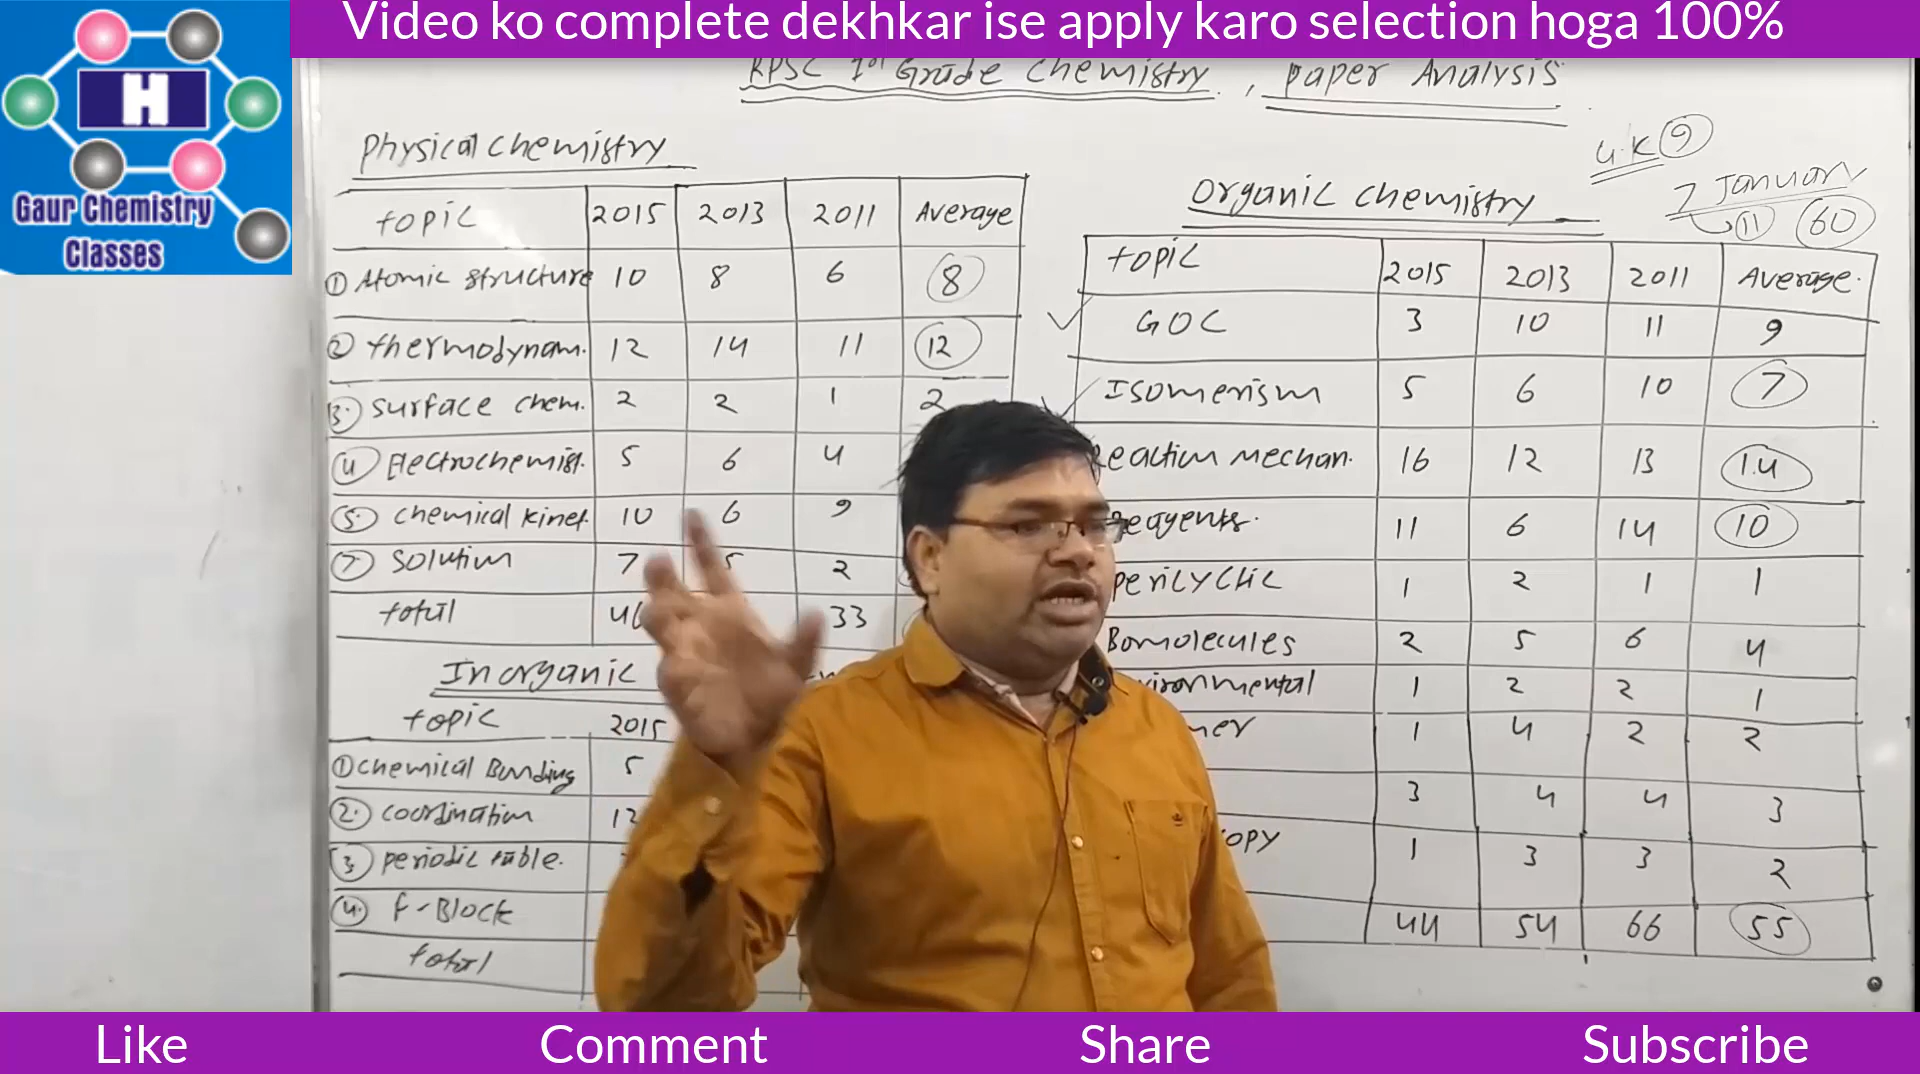 Video ko complete dekhkar ise apply karo selection hoga 100%
H
Gaur Chemistry
Classes
RPSC 1st Grade Chemistry, paper Analysis
Physical chemistry
topic 2015 2013 2011 Average
① Atomic structure 10 8 6 8
② thermodynam. 12 14 11 12
③ surface chem. 2 2 1 2
④ Electrochemist. 5 6 4
⑤ chemical kinet. 10 6 9
⑦ solution 7 5 2
total 33
Inorganic
topic 2015
① chemical Bonding 5
② coordination 12
③ periodic table.
④ f-Block
total
U.K 9
7 January
11 60
Organic chemistry
topic 2015 2013 2011 Average.
GOC 3 10 11 9
Isomerism 5 6 10 7
Reaction mechan. 16 12 13 14
Reagents. 11 6 14 10
pericyclic 1 2 1 1
Bomolecules 2 5 6 4
vironmental 1 2 2 1
mer 1 4 2 2
3 4 4 3
copy 1 3 3 2
44 54 66 55
Like Comment Share Subscribe